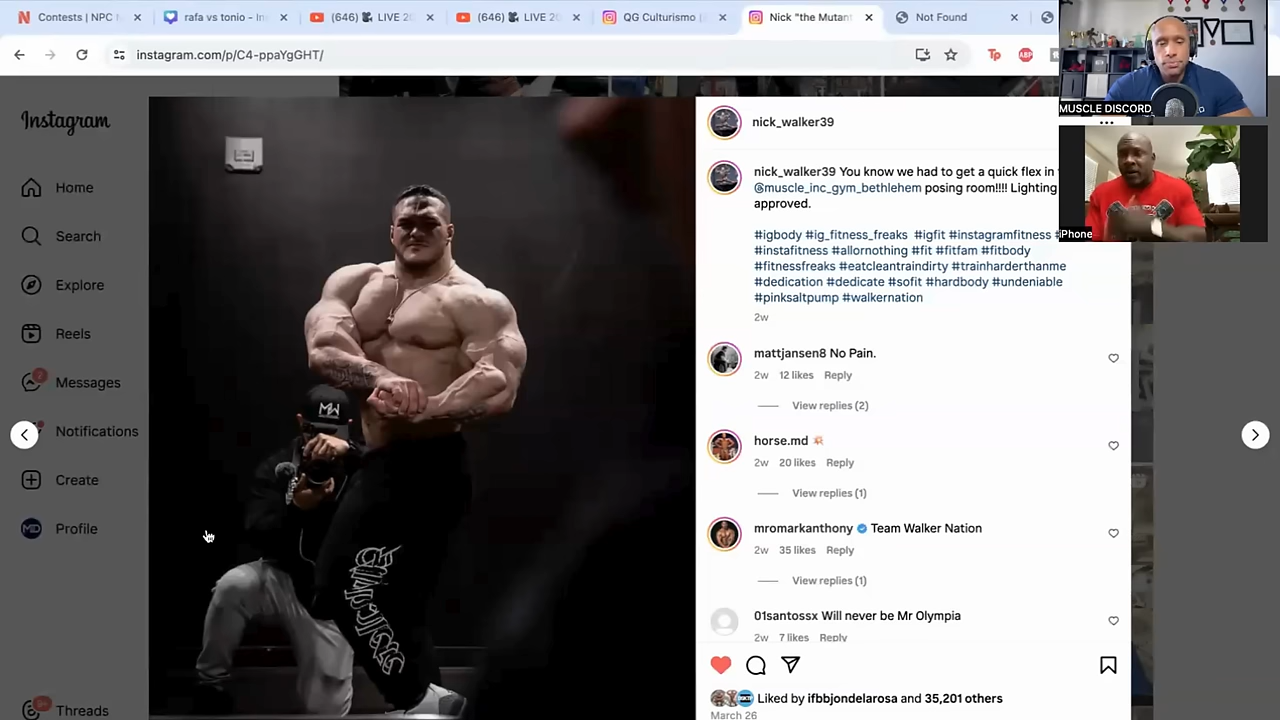 Contests | NPC N
rafa vs tonio - In
(646) 🎥 LIVE 20
(646) 🎥 LIVE 20
QG Culturismo (
Nick "the Mutant
Not Found
instagram.com/p/C4-ppaYgGHT/
Tp
ABP
MUSCLE DISCORD
iPhone
Instagram
Home
Search
Explore
Reels
7
Messages
Notifications
Create
MD
Profile
Threads
MW
nick_walker39
nick_walker39 You know we had to get a quick flex in
@muscle_inc_gym_bethlehem posing room!!!! Lighting
approved.
#igbody #ig_fitness_freaks #igfit #instagramfitness #
#instafitness #allornothing #fit #fitfam #fitbody
#fitnessfreaks #eatcleantraindirty #trainharderthanme
#dedication #dedicate #sofit #hardbody #undeniable
#pinksaltpump #walkernation
2w
mattjansen8 No Pain.
2w 12 likes Reply
View replies (2)
horse.md 💥
2w 20 likes Reply
View replies (1)
mromarkanthony Team Walker Nation
2w 35 likes Reply
View replies (1)
01santossx Will never be Mr Olympia
2w 7 likes Reply
Liked by ifbbjondelarosa and 35,201 others
March 26